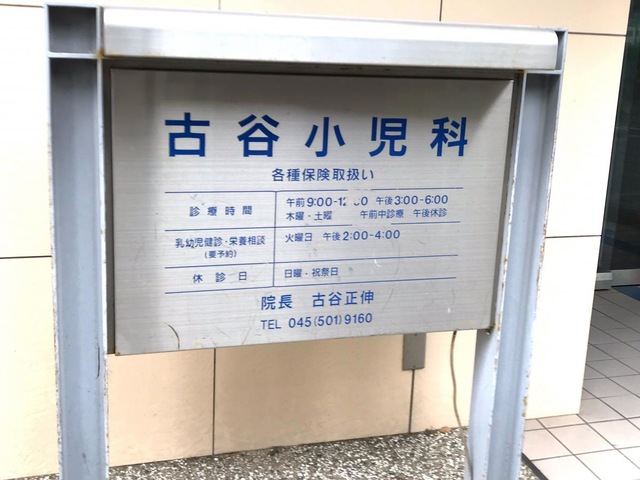 古谷小児科
各種保険取扱い
診療時間 午前9:00-12 30 午後3:00-6:00
木曜・土曜 午前中診療 午後休診
乳幼児健診・栄養相談 火曜日 午後2:00-4:00
(要予約)
休診日 日曜・祝祭日
院長 古谷正伸
TEL 045(501)9160